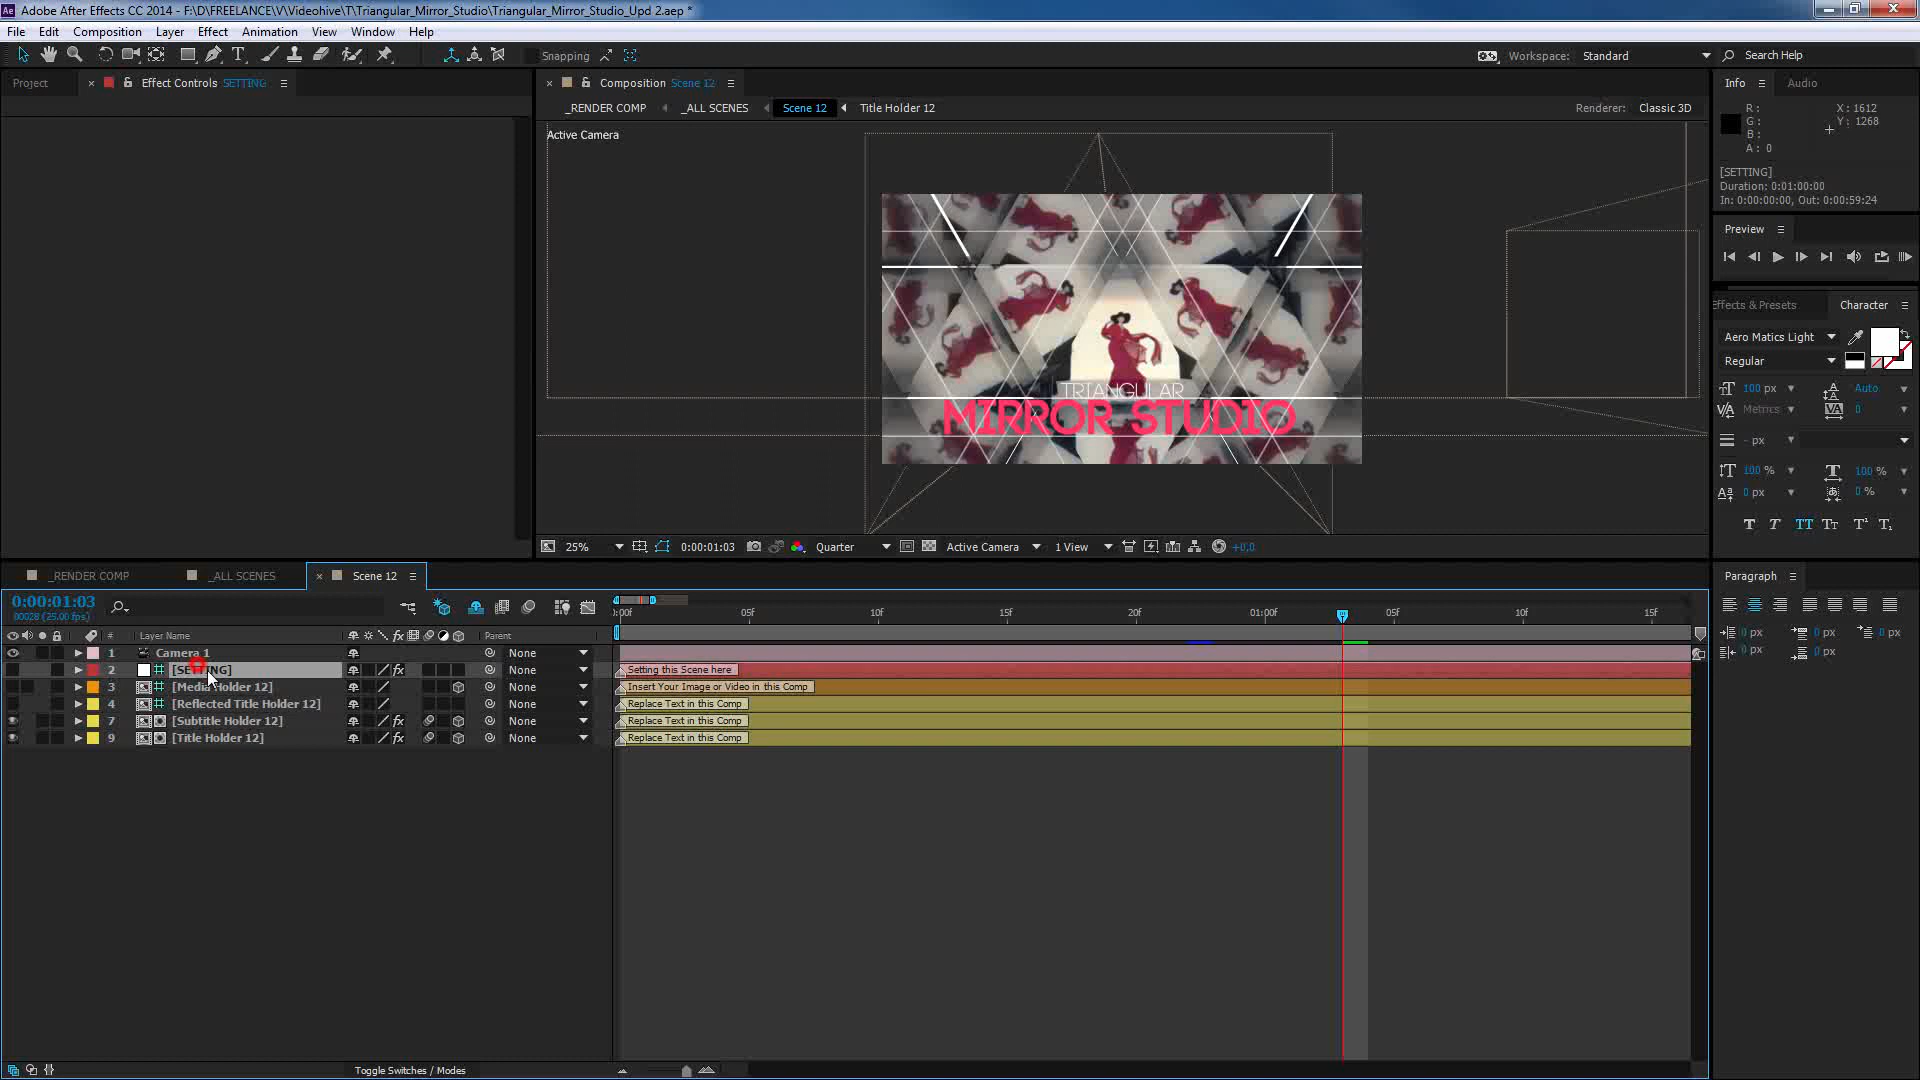 Adobe After Effects CC 2014 - F:\D\FREELANCE\V\Videohive\T\Triangular_Mirror_Studio\Triangular_Mirror_Studio_Upd 2.aep *
File Edit Composition Layer Effect Animation View Window Help
Snapping
Workspace: Standard
Search Help
Project
Effect Controls SETTING
Composition Scene 12
Info Audio
_RENDER COMP _ALL SCENES Scene 12 Title Holder 12
Renderer: Classic 3D
Active Camera
R :
G :
B :
A : 0
X : 1612
Y : 1268
[SETTING]
Duration: 0:01:00:00
In: 0:00:00:00, Out: 0:00:59:24
Preview
Effects & Presets Character
Aero Matics Light
Regular
100 px Auto
Metrics 0
- px
100 % 100 %
0 px 0 %
TRIANGULAR
MIRROR STUDIO
25% 0:00:01:03 Quarter Active Camera 1 View +0,0
_RENDER COMP _ALL SCENES Scene 12
Paragraph
0 px 0 px 0 px
0 px 0 px
0:00:01:03
00028 (25.00 fps)
:00f 05f 10f 15f 20f 01:00f 05f 10f 15f
# Layer Name Parent
1 Camera 1 None
2 [SETTING] None Setting this Scene here
3 [Media Holder 12] None Insert Your Image or Video in this Comp
4 [Reflected Title Holder 12] None Replace Text in this Comp
7 [Subtitle Holder 12] None Replace Text in this Comp
9 [Title Holder 12] None Replace Text in this Comp
Toggle Switches / Modes